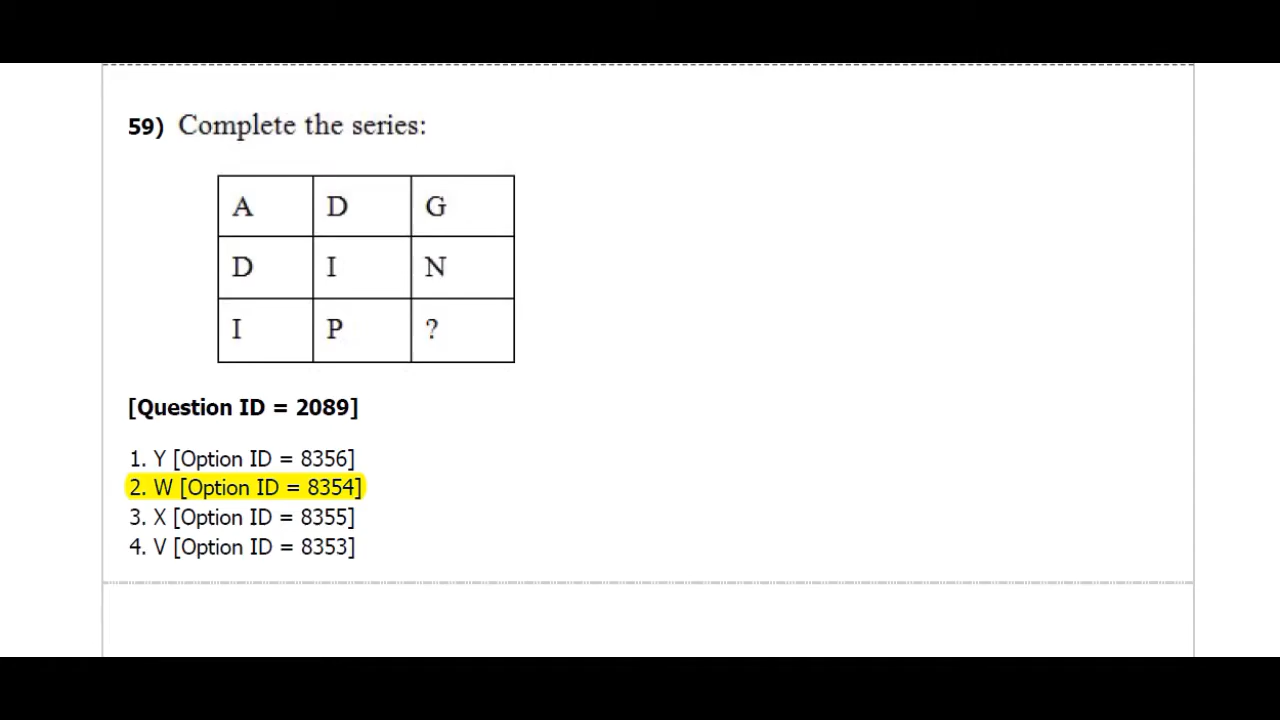 59) Complete the series:
A D G
D I N
I P ?
[Question ID = 2089]
1. Y [Option ID = 8356]
2. W [Option ID = 8354]
3. X [Option ID = 8355]
4. V [Option ID = 8353]